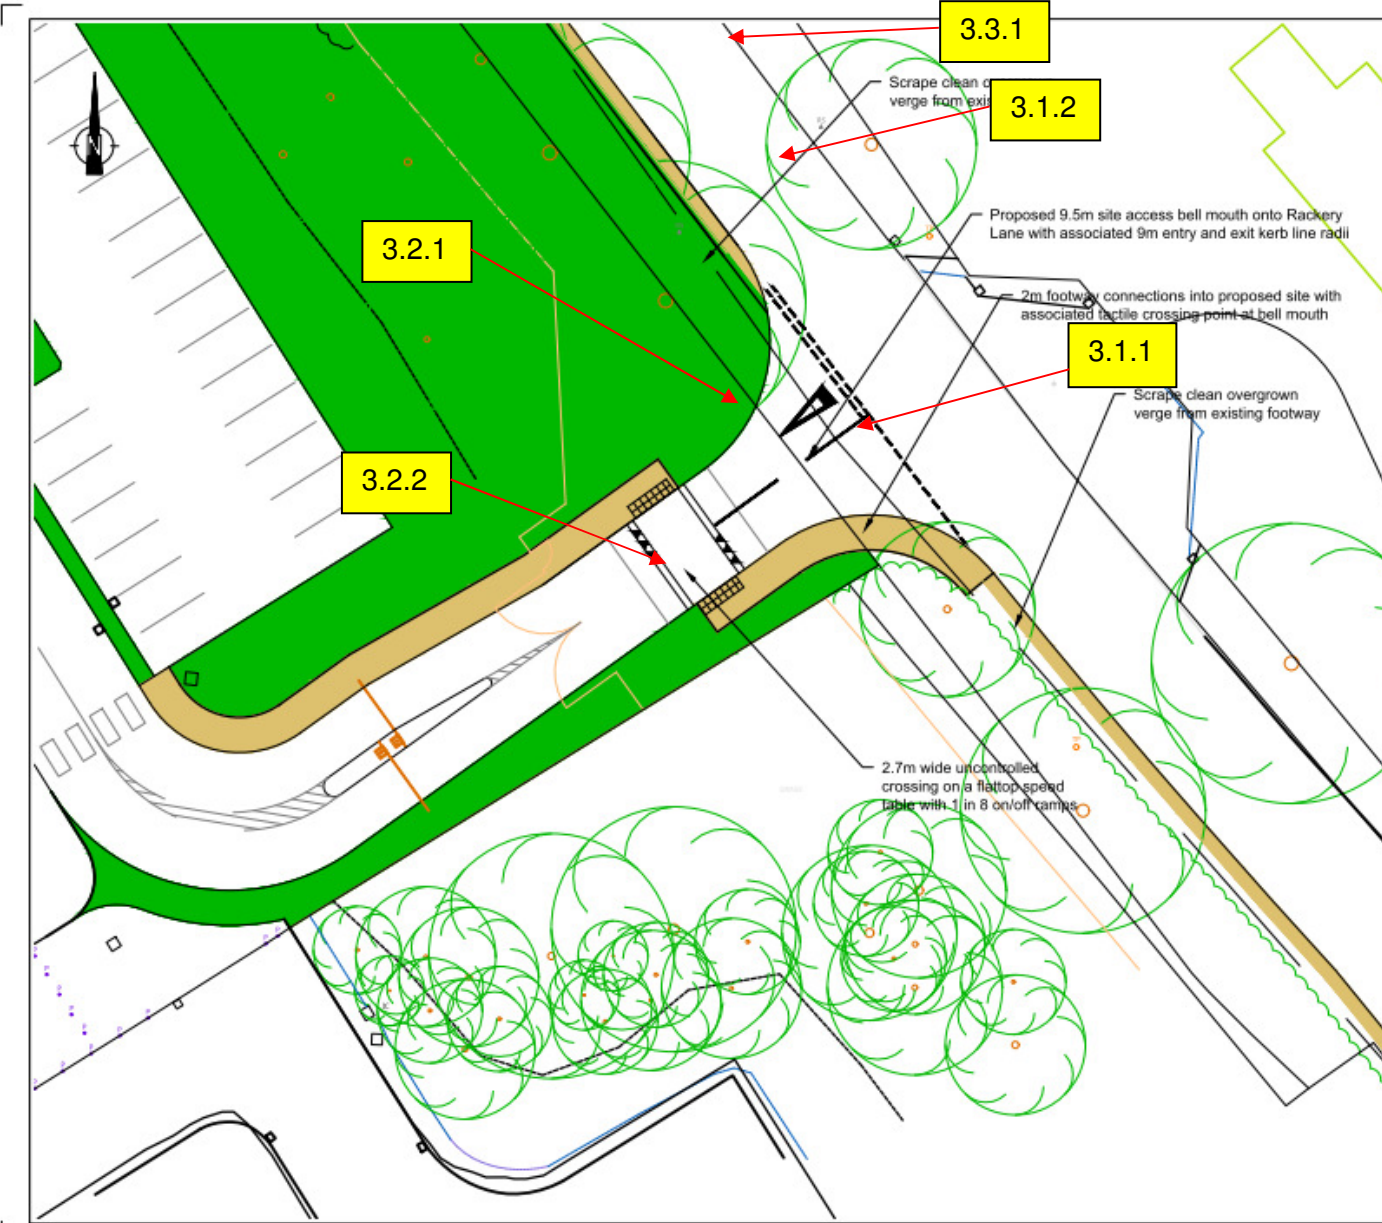 3.3.1
Scrape clean
verge from
3.1.2
Proposed 9.5m site access bell mouth onto Rackery
Lane with associated 9m entry and exit kerb line radii
3.2.1
2m footway connections into proposed site with
associated tactile crossing point at bell mouth
3.1.1
Scrape clean overgrown
verge from existing footway
3.2.2
2.7m wide uncontrolled
crossing on a flattop speed
table with 1 in 8 on/off ramps
N